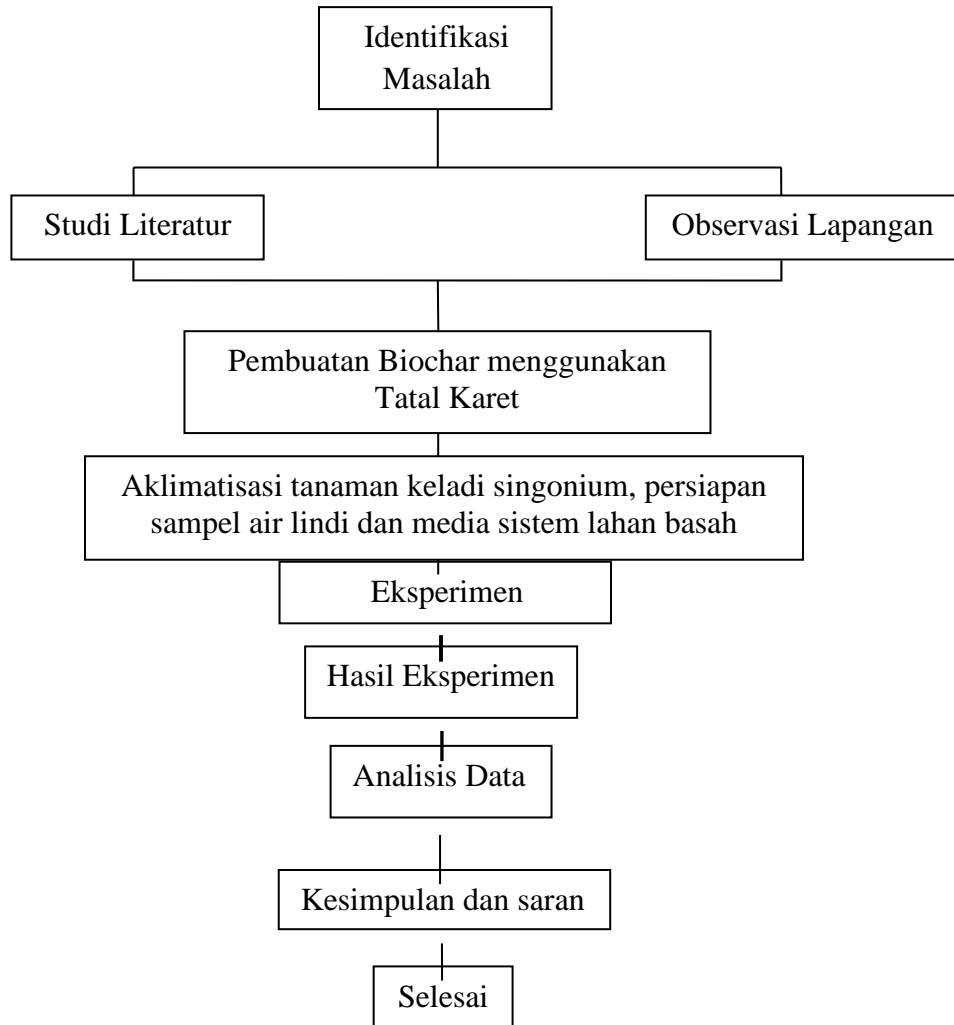 Identifikasi
Masalah
Studi Literatur
Observasi Lapangan
Pembuatan Biochar menggunakan
Tatal Karet
Aklimatisasi tanaman keladi singonium, persiapan
sampel air lindi dan media sistem lahan basah
Eksperimen
Hasil Eksperimen
Analisis Data
Kesimpulan dan saran
Selesai